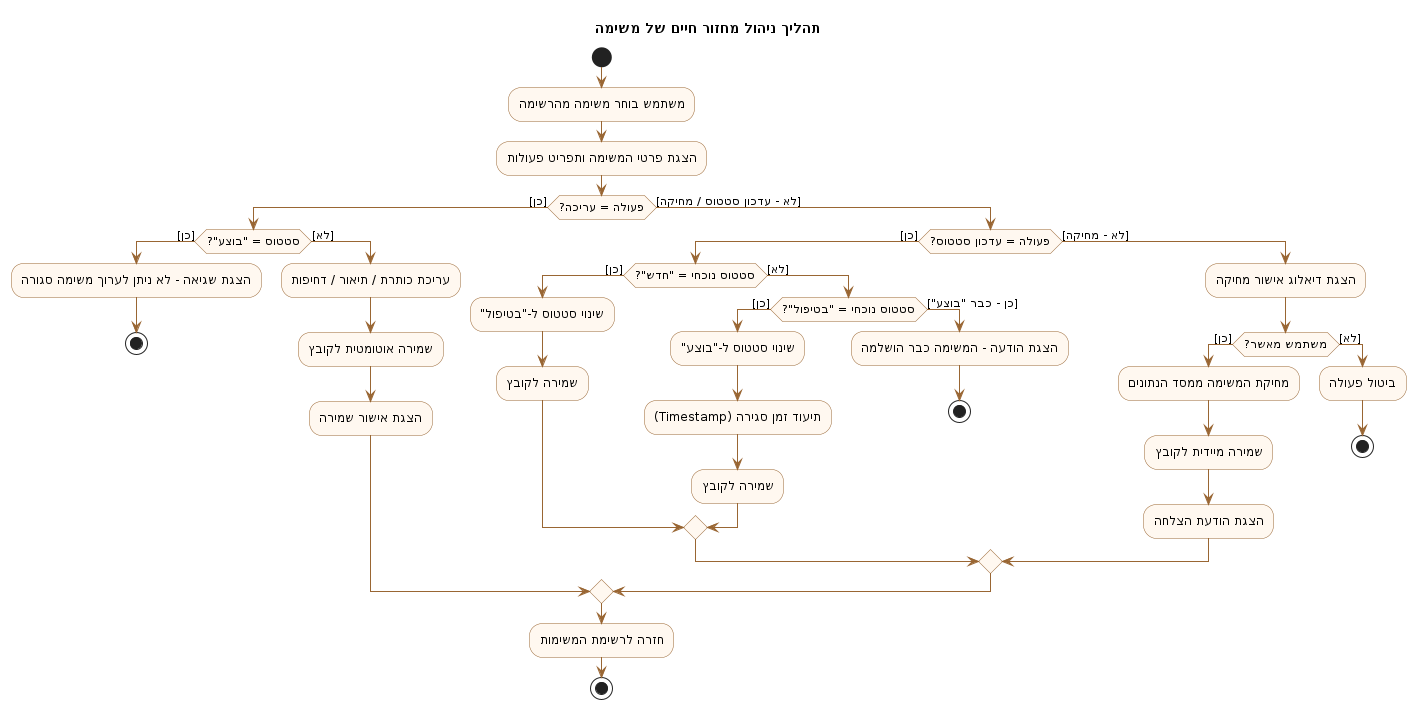 תהליך ניהול מחזור חיים של משימה
משתמש בוחר משימה מהרשימה
הצגת פרטי המשימה ותפריט פעולות
פעולה = עריכה?
[כן]
[לא - עדכון סטטוס / מחיקה]
סטטוס = "בוצע"?
[כן]
[לא]
הצגת שגיאה - לא ניתן לערוך משימה סגורה
עריכת כותרת / תיאור / דחיפות
שמירה אוטומטית לקובץ
הצגת אישור שמירה
פעולה = עדכון סטטוס?
[כן]
[לא - מחיקה]
סטטוס נוכחי = "חדש"?
[כן]
[לא]
שינוי סטטוס ל-"בטיפול"
שמירה לקובץ
סטטוס נוכחי = "בטיפול"?
[כן]
[כן - כבר "בוצע"]
שינוי סטטוס ל-"בוצע"
תיעוד זמן סגירה (Timestamp)
שמירה לקובץ
הצגת הודעה - המשימה כבר הושלמה
הצגת דיאלוג אישור מחיקה
משתמש מאשר?
[כן]
[לא]
מחיקת המשימה ממסד הנתונים
שמירה מיידית לקובץ
הצגת הודעת הצלחה
ביטול פעולה
חזרה לרשימת המשימות